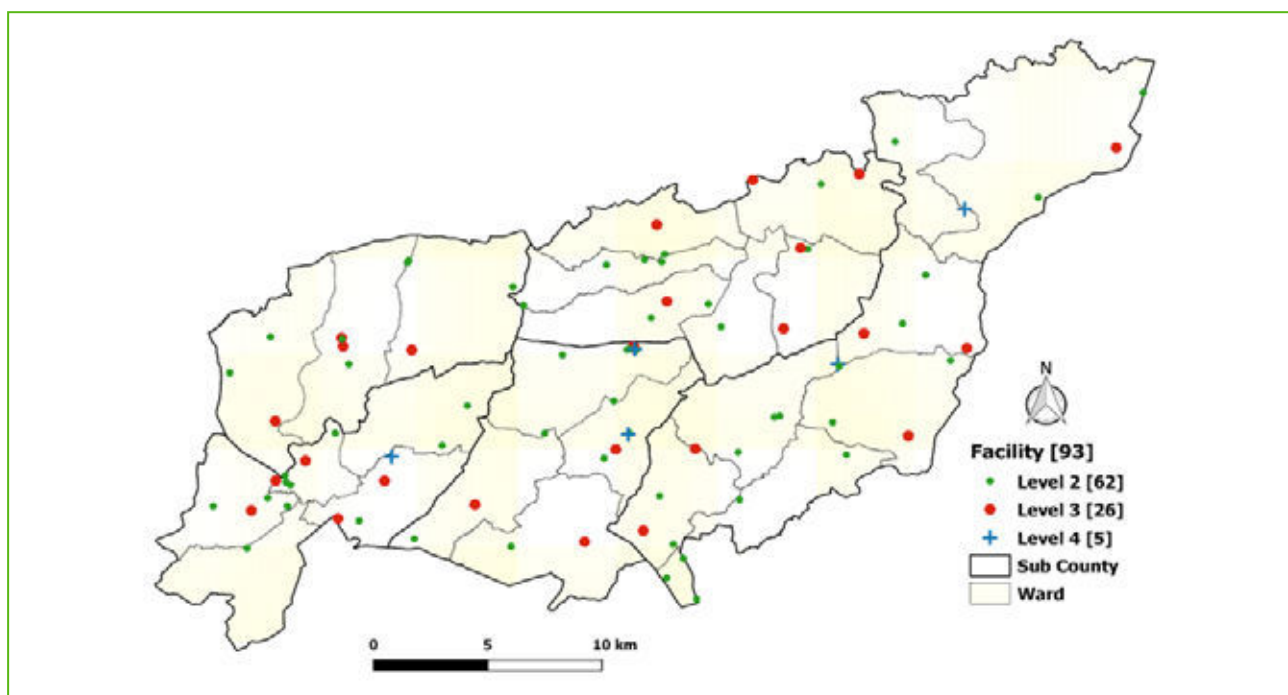 N
Facility [93]
Level 2 [62]
Level 3 [26]
Level 4 [5]
Sub County
Ward
0 5 10 km